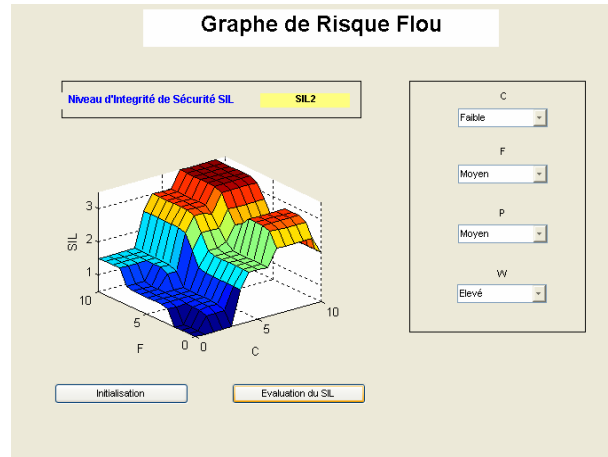 Graphe de Risque Flou
Niveau d'Integrité de Sécurité SIL SIL2
C
Faible
F
Moyen
P
Moyen
W
Elevé
3
2
1
SIL
10
5
0
F
0
5
10
C
Initialisation
Evaluation du SIL